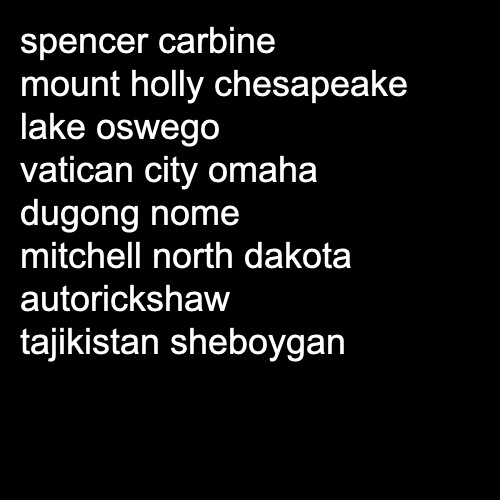 spencer carbine
mount holly chesapeake
lake oswego
vatican city omaha
dugong nome
mitchell north dakota
autorickshaw
tajikistan sheboygan